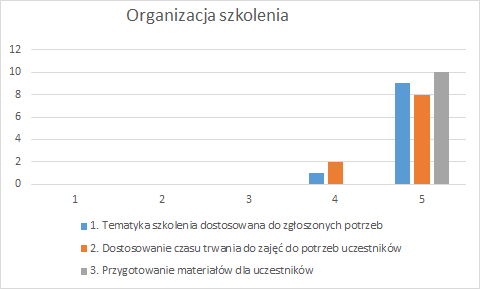 Organizacja szkolenia
12
10
8
6
4
2
0
1 2 3 4 5
1. Tematyka szkolenia dostosowana do zgłoszonych potrzeb
2. Dostosowanie czasu trwania do zajęć do potrzeb uczestników
3. Przygotowanie materiałów dla uczestników